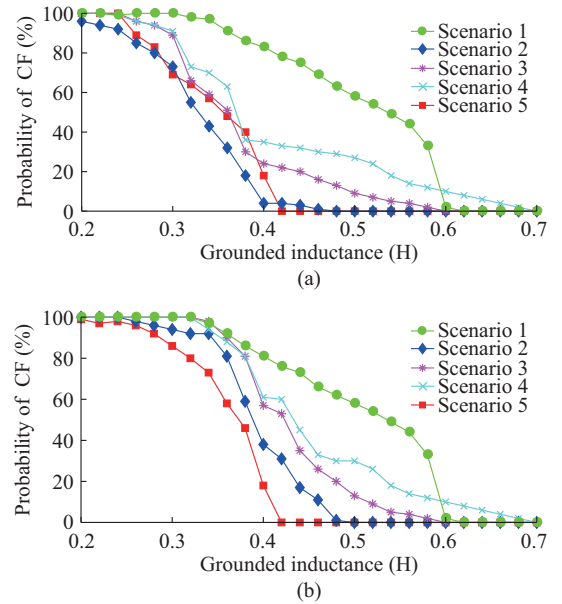 Probability of CF (%)
100
80
60
40
20
0
Scenario 1
Scenario 2
Scenario 3
Scenario 4
Scenario 5
0.2 0.3 0.4 0.5 0.6 0.7
Grounded inductance (H)
(a)
Probability of CF (%)
100
80
60
40
20
0
Scenario 1
Scenario 2
Scenario 3
Scenario 4
Scenario 5
0.2 0.3 0.4 0.5 0.6 0.7
Grounded inductance (H)
(b)